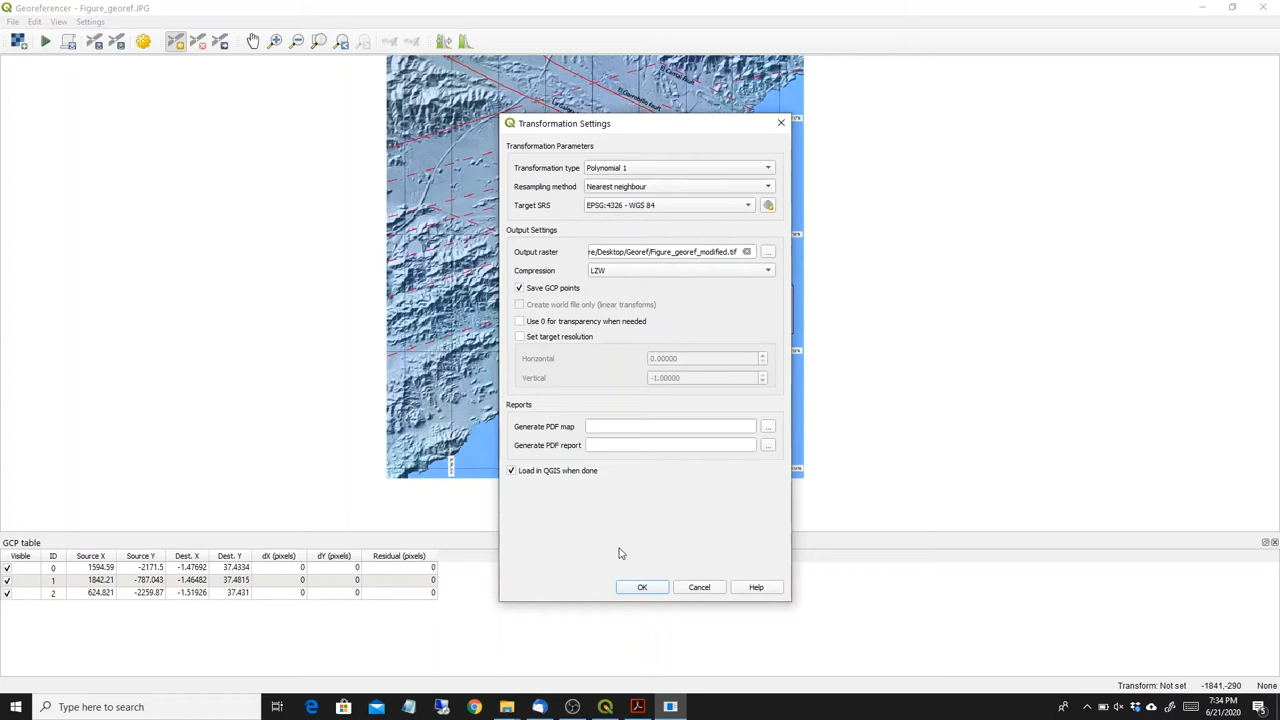 Georeferencer - Figure_georef.JPG
File Edit View Settings
El Corral fault
El Garrobillo fault
Transformation Settings
Transformation Parameters
Transformation type Polynomial 1
Resampling method Nearest neighbour
Target SRS EPSG:4326 - WGS 84
Output Settings
Output raster re/Desktop/Georef/Figure_georef_modified.tif ...
Compression LZW
Save GCP points
Create world file only (linear transforms)
Use 0 for transparency when needed
Set target resolution
Horizontal 0.00000
Vertical -1.00000
Reports
Generate PDF map ...
Generate PDF report ...
Load in QGIS when done
OK Cancel Help
GCP table
Visible ID Source X Source Y Dest. X Dest. Y dX (pixels) dY (pixels) Residual (pixels)
0 1594.59 -2171.5 -1.47692 37.4334 0 0 0
1 1842.21 -787.043 -1.46482 37.4815 0 0 0
2 624.821 -2259.87 -1.51926 37.431 0 0 0
Transform: Not set -1841,-290 None
Type here to search
7:34 PM
6/21/2020